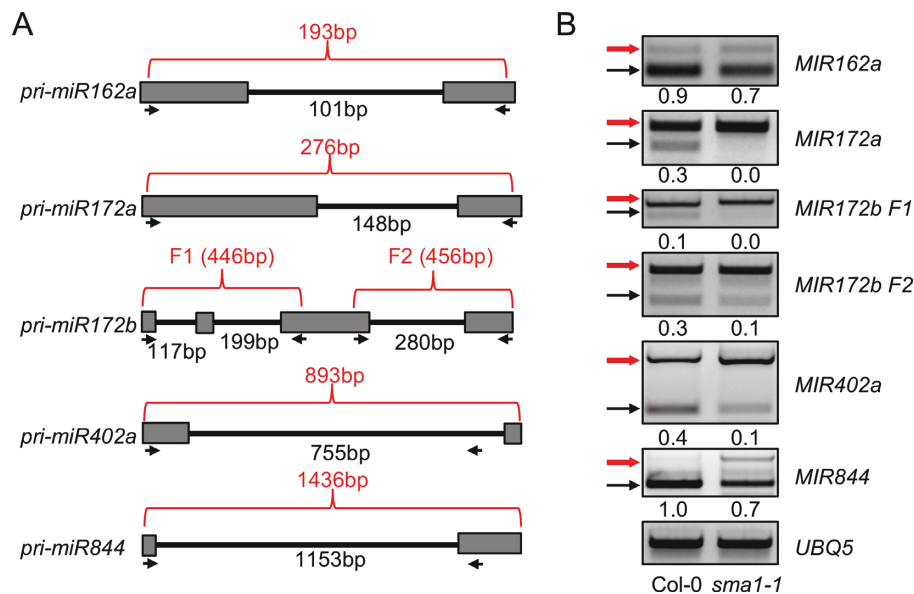 A
193bp
pri-miR162a
101bp
276bp
pri-miR172a
148bp
F1 (446bp)
F2 (456bp)
pri-miR172b
117bp
199bp
280bp
893bp
pri-miR402a
755bp
1436bp
pri-miR844
1153bp
B
MIR162a
0.9 0.7
MIR172a
0.3 0.0
MIR172b F1
0.1 0.0
MIR172b F2
0.3 0.1
MIR402a
0.4 0.1
MIR844
1.0 0.7
UBQ5
Col-0 sma1-1